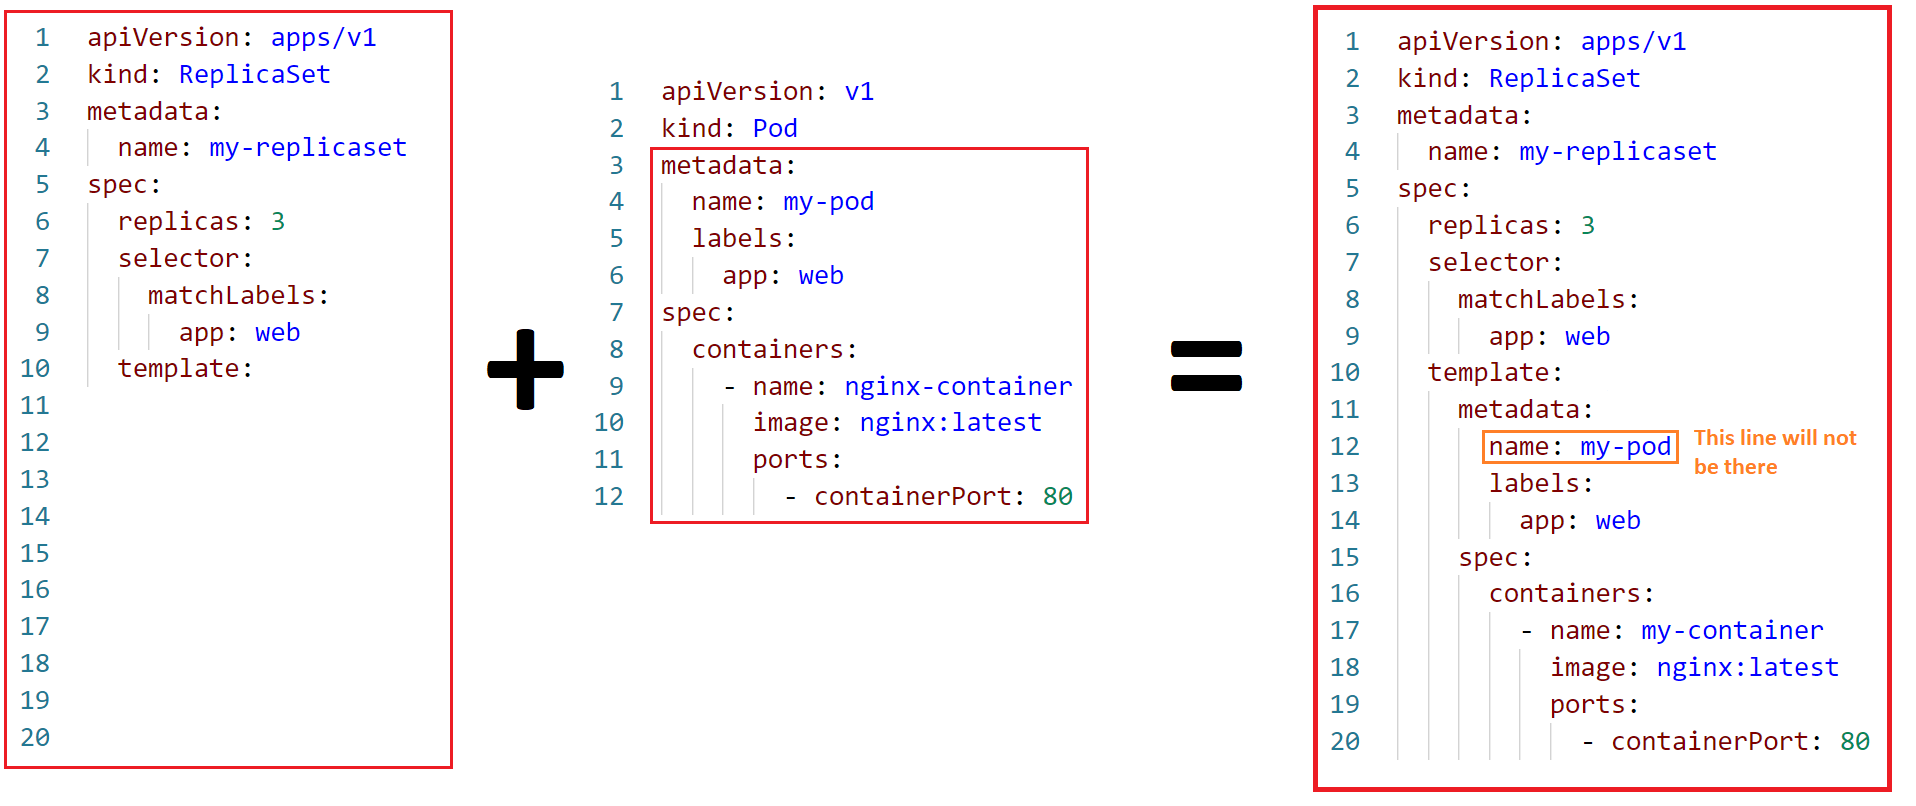 1 apiVersion: apps/v1
2 kind: ReplicaSet
3 metadata:
4   name: my-replicaset
5 spec:
6   replicas: 3
7   selector:
8     matchLabels:
9       app: web
10   template:
11
12
13
14
15
16
17
18
19
20
+
1 apiVersion: v1
2 kind: Pod
3 metadata:
4   name: my-pod
5   labels:
6     app: web
7 spec:
8   containers:
9     - name: nginx-container
10       image: nginx:latest
11       ports:
12         - containerPort: 80
=
1 apiVersion: apps/v1
2 kind: ReplicaSet
3 metadata:
4   name: my-replicaset
5 spec:
6   replicas: 3
7   selector:
8     matchLabels:
9       app: web
10   template:
11     metadata:
12       name: my-pod
This line will not
be there
13       labels:
14         app: web
15     spec:
16       containers:
17         - name: my-container
18           image: nginx:latest
19           ports:
20             - containerPort: 80